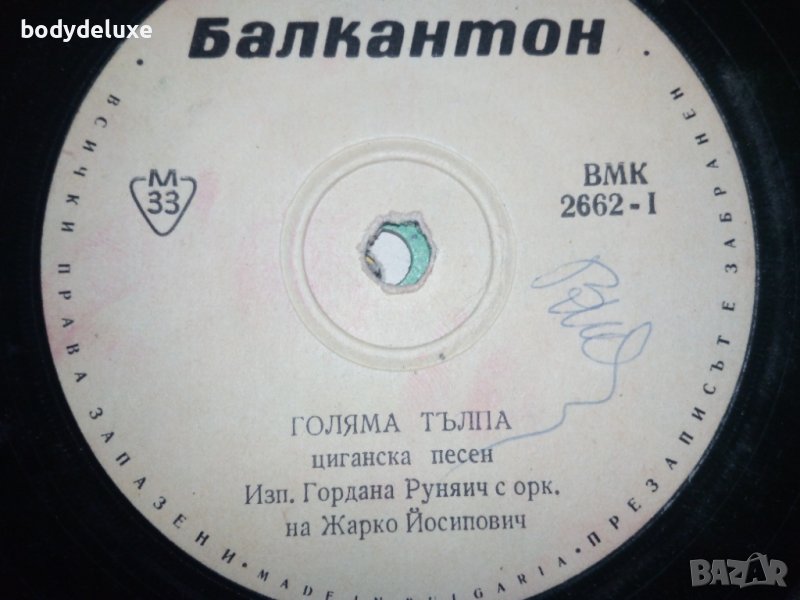 bodydeluxe
Балкантон
М
33
ВМК
2662-I
ГОЛЯМА ТЪЛПА
циганска песен
Изп. Гордана Руняич с орк.
на Жарко Йосипович
· ВСИЧКИ ПРАВА ЗАПАЗЕНИ · MADE IN BULGARIA · ПРЕЗАПИСЪТ Е ЗАБРАНЕН ·
BAZAR